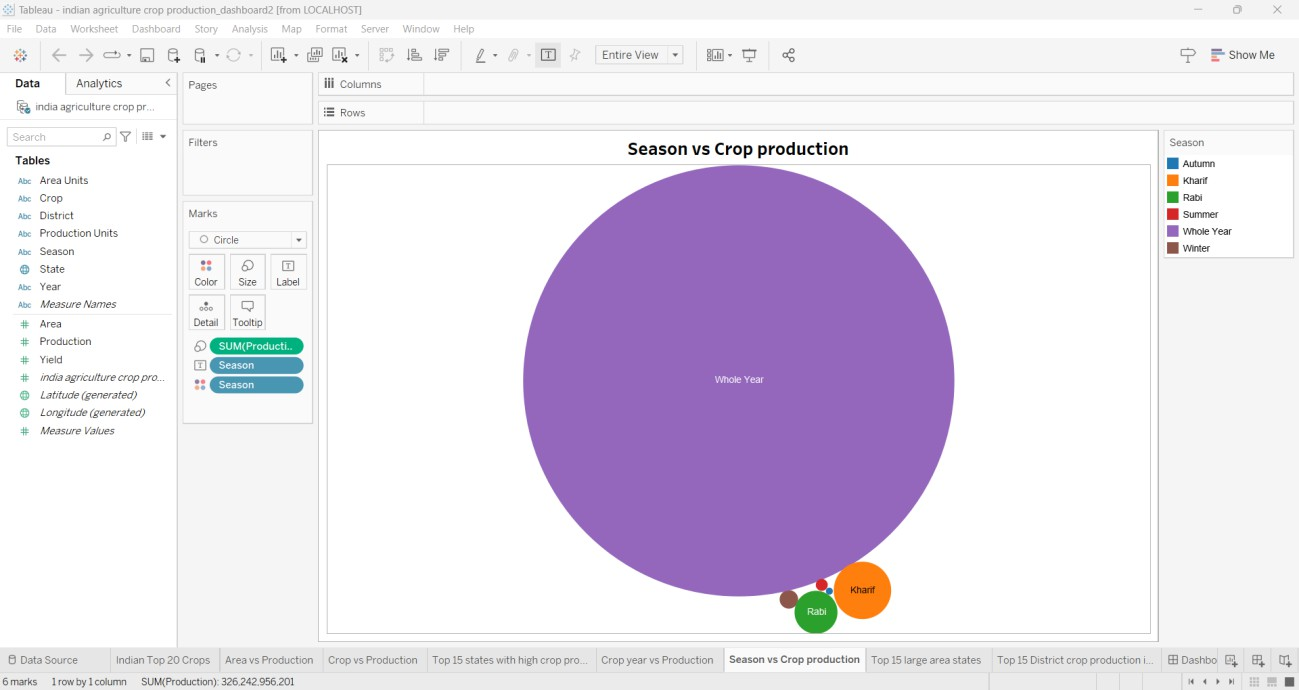 Tableau - indian agriculture crop production_dashboard2 [from LOCALHOST]
File Data Worksheet Dashboard Story Analysis Map Format Server Window Help
Entire View
Show Me
Data Analytics
india agriculture crop pr...
Search
Tables
Abc Area Units
Abc Crop
Abc District
Abc Production Units
Abc Season
State
Abc Year
Abc Measure Names
# Area
# Production
# Yield
# india agriculture crop pro...
Latitude (generated)
Longitude (generated)
# Measure Values
Pages
Filters
Marks
Circle
Color Size Label
T
Detail Tooltip
SUM(Producti..
T Season
Season
Columns
Rows
Season vs Crop production
Whole Year
Kharif
Rabi
Season
Autumn
Kharif
Rabi
Summer
Whole Year
Winter
Data Source Indian Top 20 Crops Area vs Production Crop vs Production Top 15 states with high crop pro... Crop year vs Production Season vs Crop production Top 15 large area states Top 15 District crop production i... Dashbo
6 marks 1 row by 1 column SUM(Production): 326,242,956,201